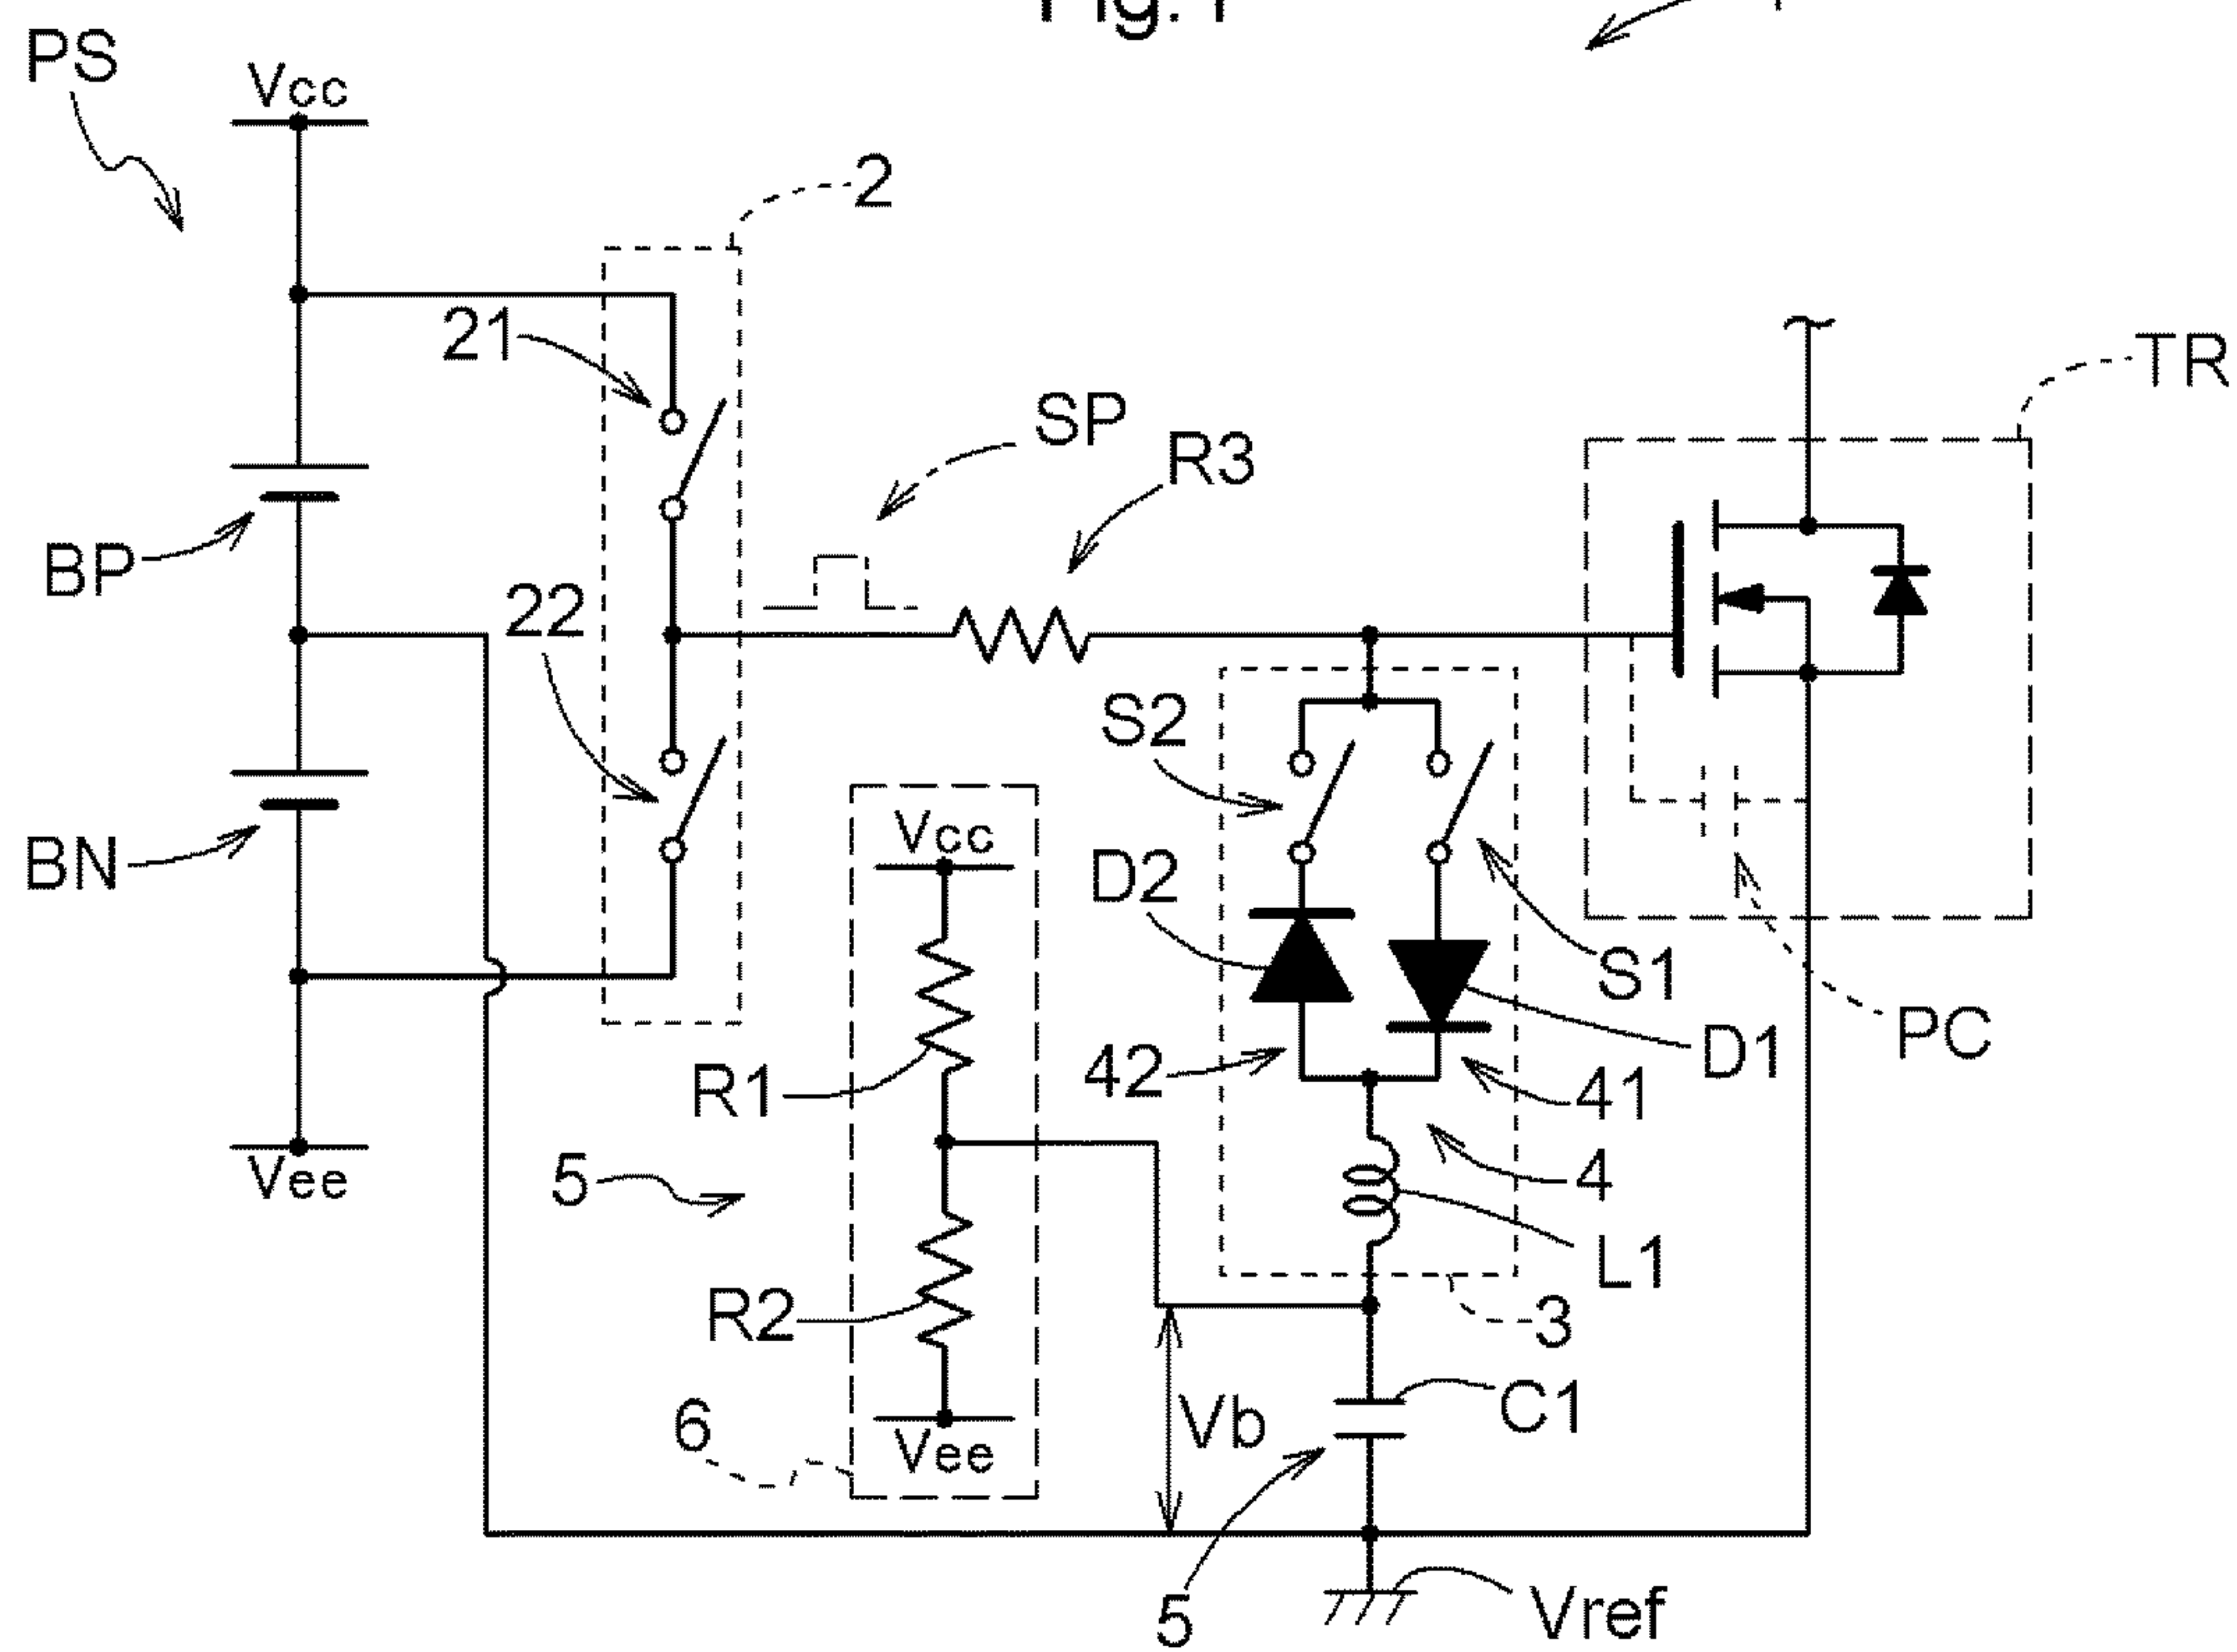 Fig. 1
PS
Vcc
2
21
TR
SP
R3
BP
22
S2
Vcc
BN
D2
S1
PC
D1
42
R1
41
5
4
Vee
L1
R2
3
C1
Vb
6
Vee
5
Vref